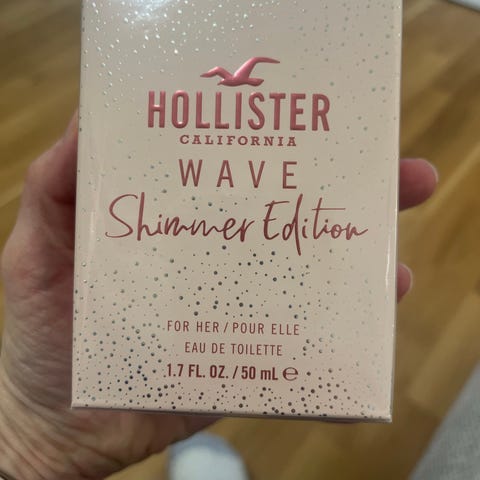 HOLLISTER
CALIFORNIA
WAVE
Shimmer Edition
FOR HER / POUR ELLE
EAU DE TOILETTE
1.7 FL. OZ. / 50 mL ℮